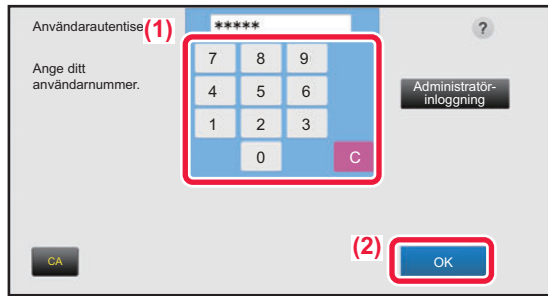 Användarautentise
(1)
*****
?
Ange ditt
användarnummer.
7 8 9
4 5 6
1 2 3
0 C
Administratör-
inloggning
(2)
CA
OK